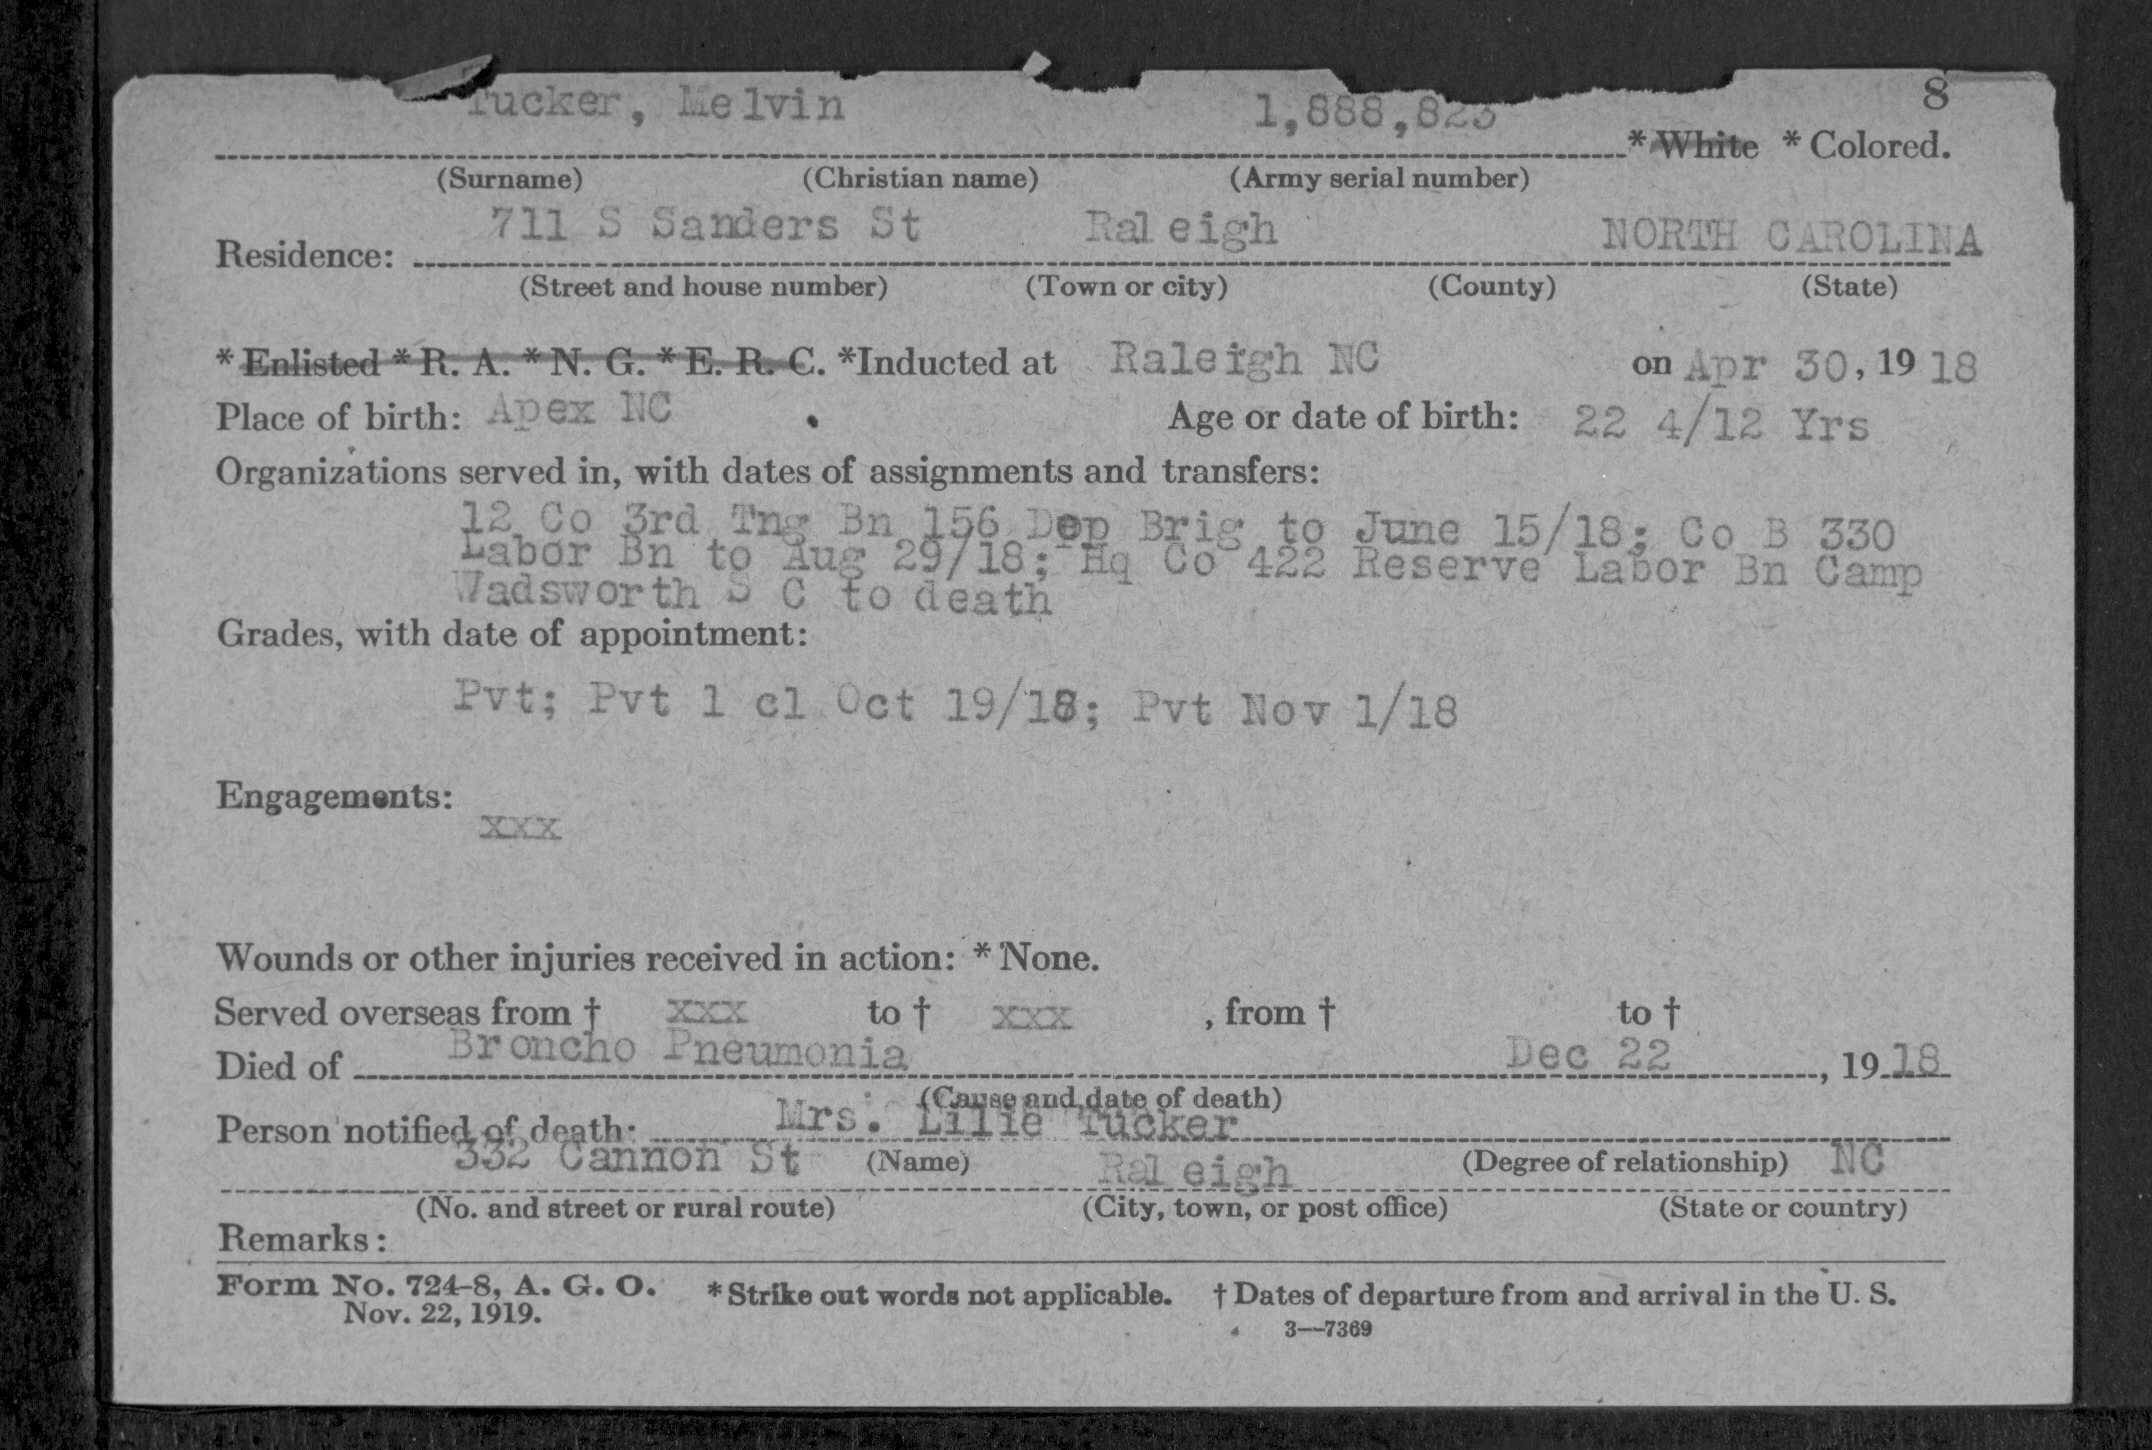 8
Tucker, Melvin 1,888,823
* White * Colored.
(Surname) (Christian name) (Army serial number)
711 S Sanders St Raleigh NORTH CAROLINA
Residence:
(Street and house number) (Town or city) (County) (State)
* Enlisted * R. A. * N. G. * E. R. C. *Inducted at Raleigh NC on Apr 30, 19 18
Place of birth: Apex NC Age or date of birth: 22 4/12 Yrs
Organizations served in, with dates of assignments and transfers:
12 Co 3rd Tng Bn 156 Dep Brig to June 15/18; Co B 330
Labor Bn to Aug 29/18; Hq Co 422 Reserve Labor Bn Camp
Wadsworth S C to death
Grades, with date of appointment:
Pvt; Pvt 1 cl Oct 19/18; Pvt Nov 1/18
Engagements:
xxx
Wounds or other injuries received in action: * None.
Served overseas from † xxx to † xxx , from † to †
Died of Broncho Pneumonia Dec 22, 19 18
(Cause and date of death)
Person notified of death: Mrs. Lilie Tucker
(Name) (Degree of relationship)
332 Cannon St Raleigh NC
(No. and street or rural route) (City, town, or post office) (State or country)
Remarks:
Form No. 724-8, A. G. O. * Strike out words not applicable. † Dates of departure from and arrival in the U. S.
Nov. 22, 1919.
3—7369